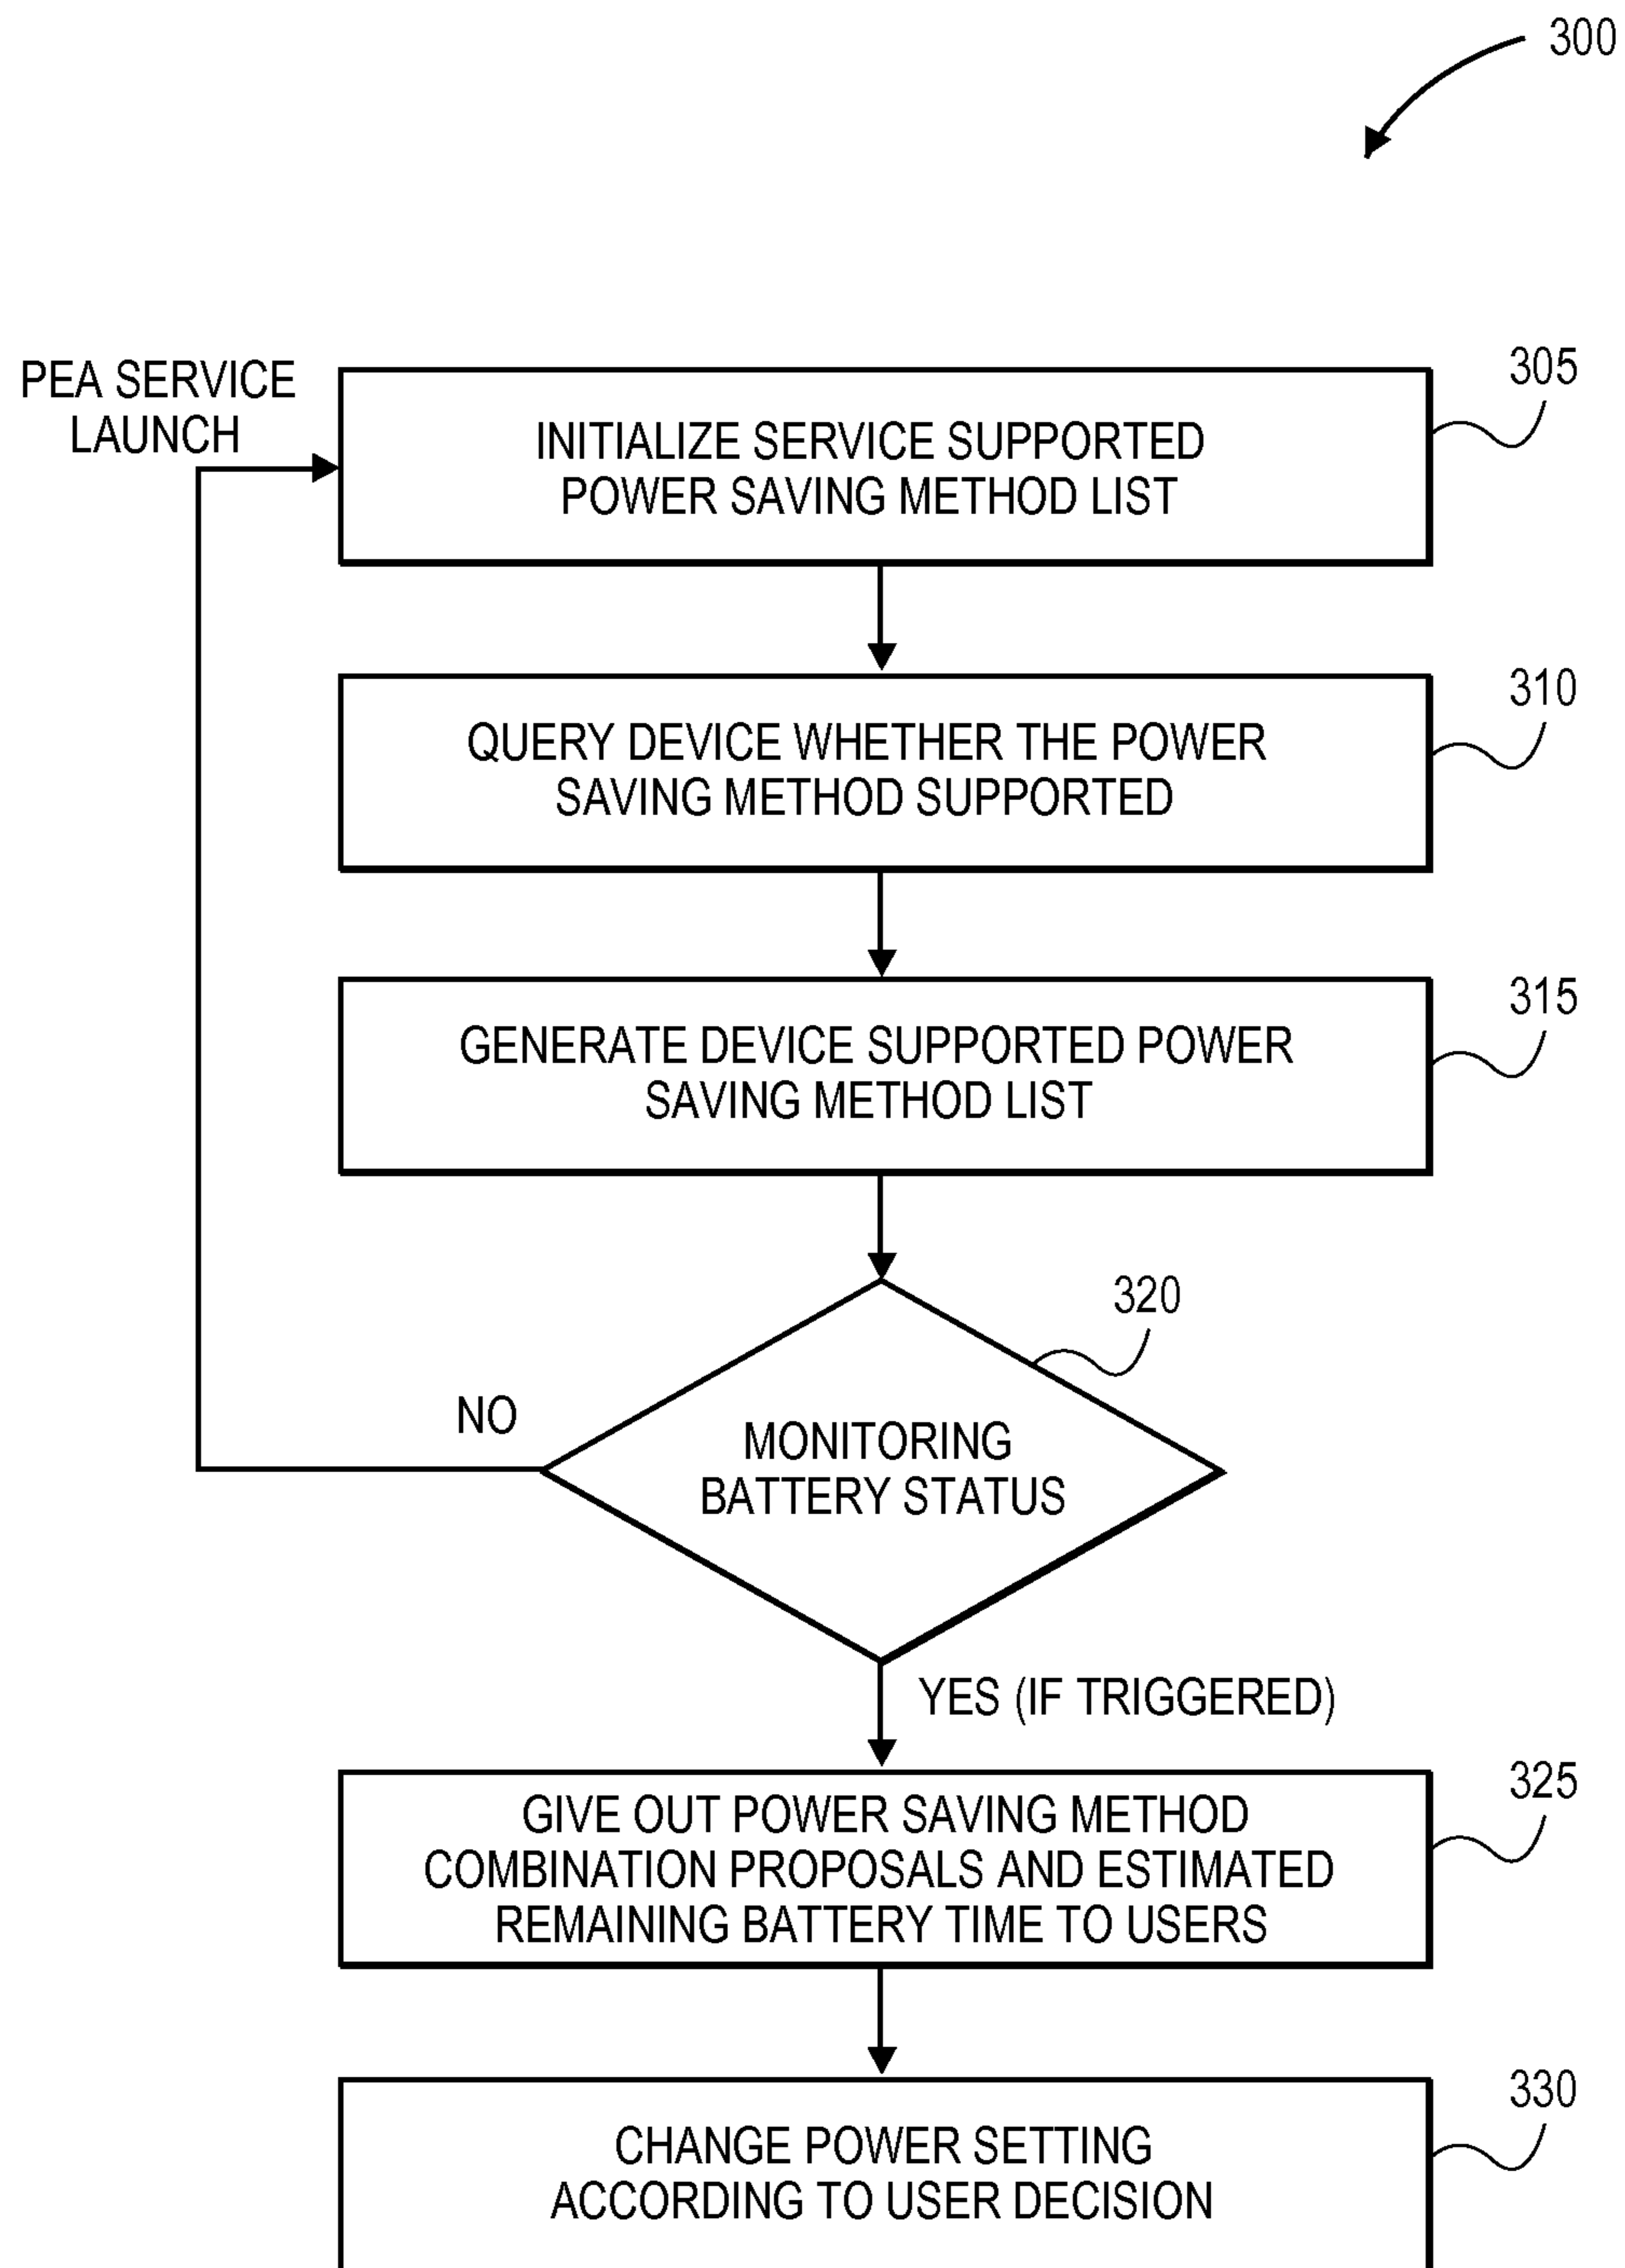 300
PEA SERVICE
LAUNCH
305
INITIALIZE SERVICE SUPPORTED
POWER SAVING METHOD LIST
310
QUERY DEVICE WHETHER THE POWER
SAVING METHOD SUPPORTED
315
GENERATE DEVICE SUPPORTED POWER
SAVING METHOD LIST
320
NO
MONITORING
BATTERY STATUS
YES (IF TRIGGERED)
325
GIVE OUT POWER SAVING METHOD
COMBINATION PROPOSALS AND ESTIMATED
REMAINING BATTERY TIME TO USERS
330
CHANGE POWER SETTING
ACCORDING TO USER DECISION